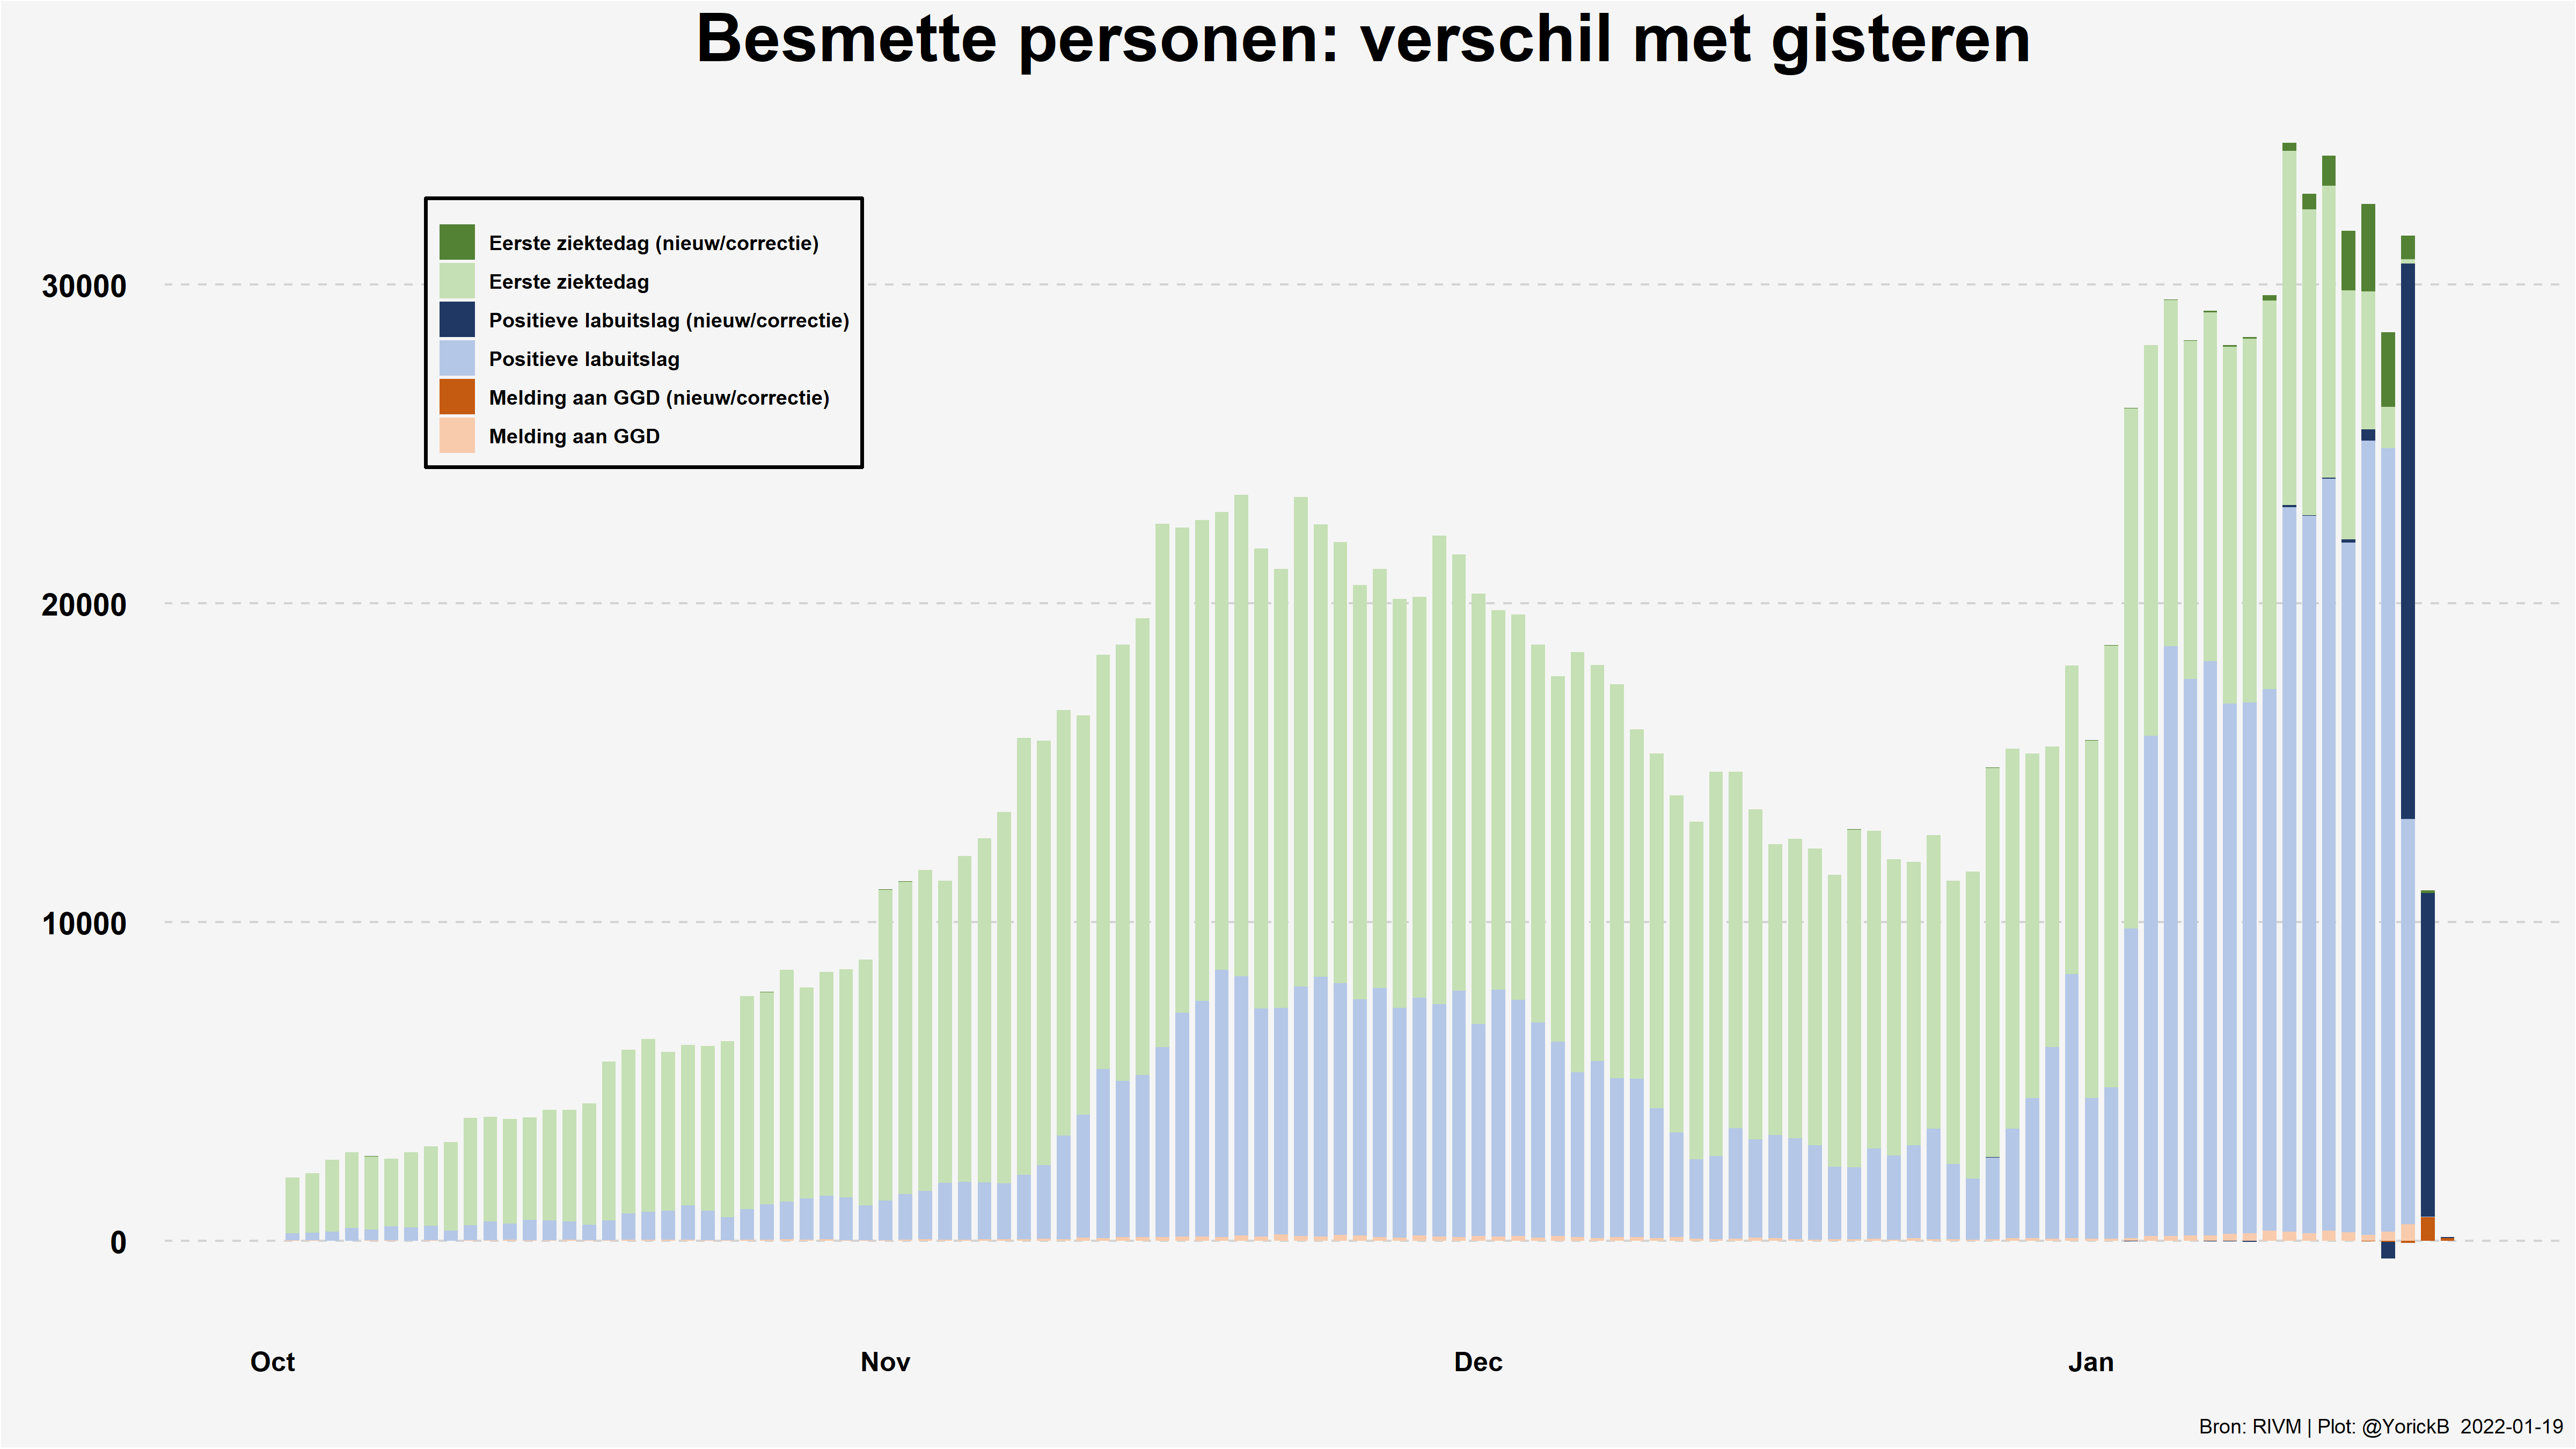 Besmette personen: verschil met gisteren
Eerste ziektedag (nieuw/correctie)
Eerste ziektedag
Positieve labuitslag (nieuw/correctie)
Positieve labuitslag
Melding aan GGD (nieuw/correctie)
Melding aan GGD
30000
20000
10000
0
Oct Nov Dec Jan
Bron: RIVM | Plot: @YorickB 2022-01-19